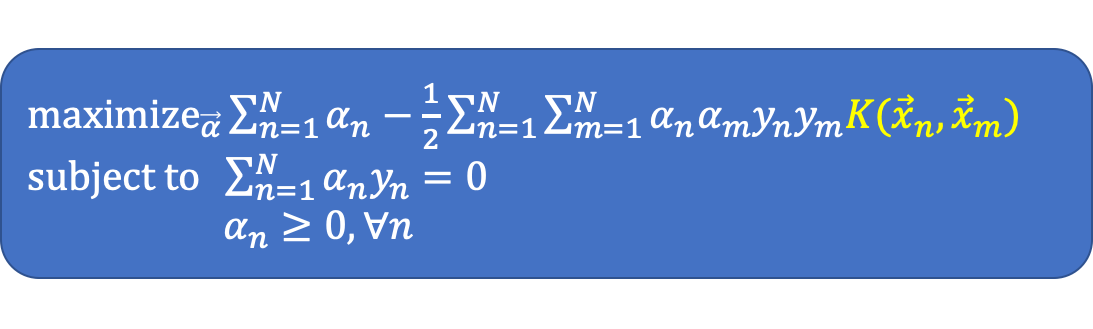 maximize_α⃗ ∑_{n=1}^{N} α_n − 1/2 ∑_{n=1}^{N} ∑_{m=1}^{N} α_n α_m y_n y_m K(x⃗_n, x⃗_m)
subject to ∑_{n=1}^{N} α_n y_n = 0
α_n ≥ 0, ∀n